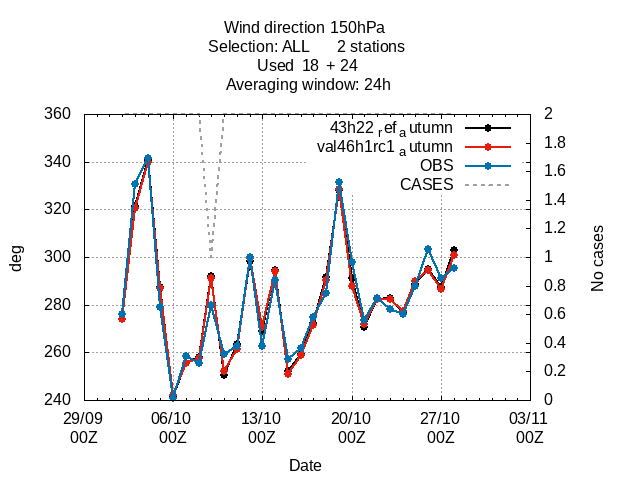 Wind direction 150hPa
Selection: ALL 2 stations
Used 18 + 24
Averaging window: 24h
43h22 ref autumn
val46h1rc1 autumn
OBS
CASES
360
340
320
300
280
260
240
deg
2
1.8
1.6
1.4
1.2
1
0.8
0.6
0.4
0.2
0
No cases
29/09 06/10 13/10 20/10 27/10 03/11
00Z 00Z 00Z 00Z 00Z 00Z
Date